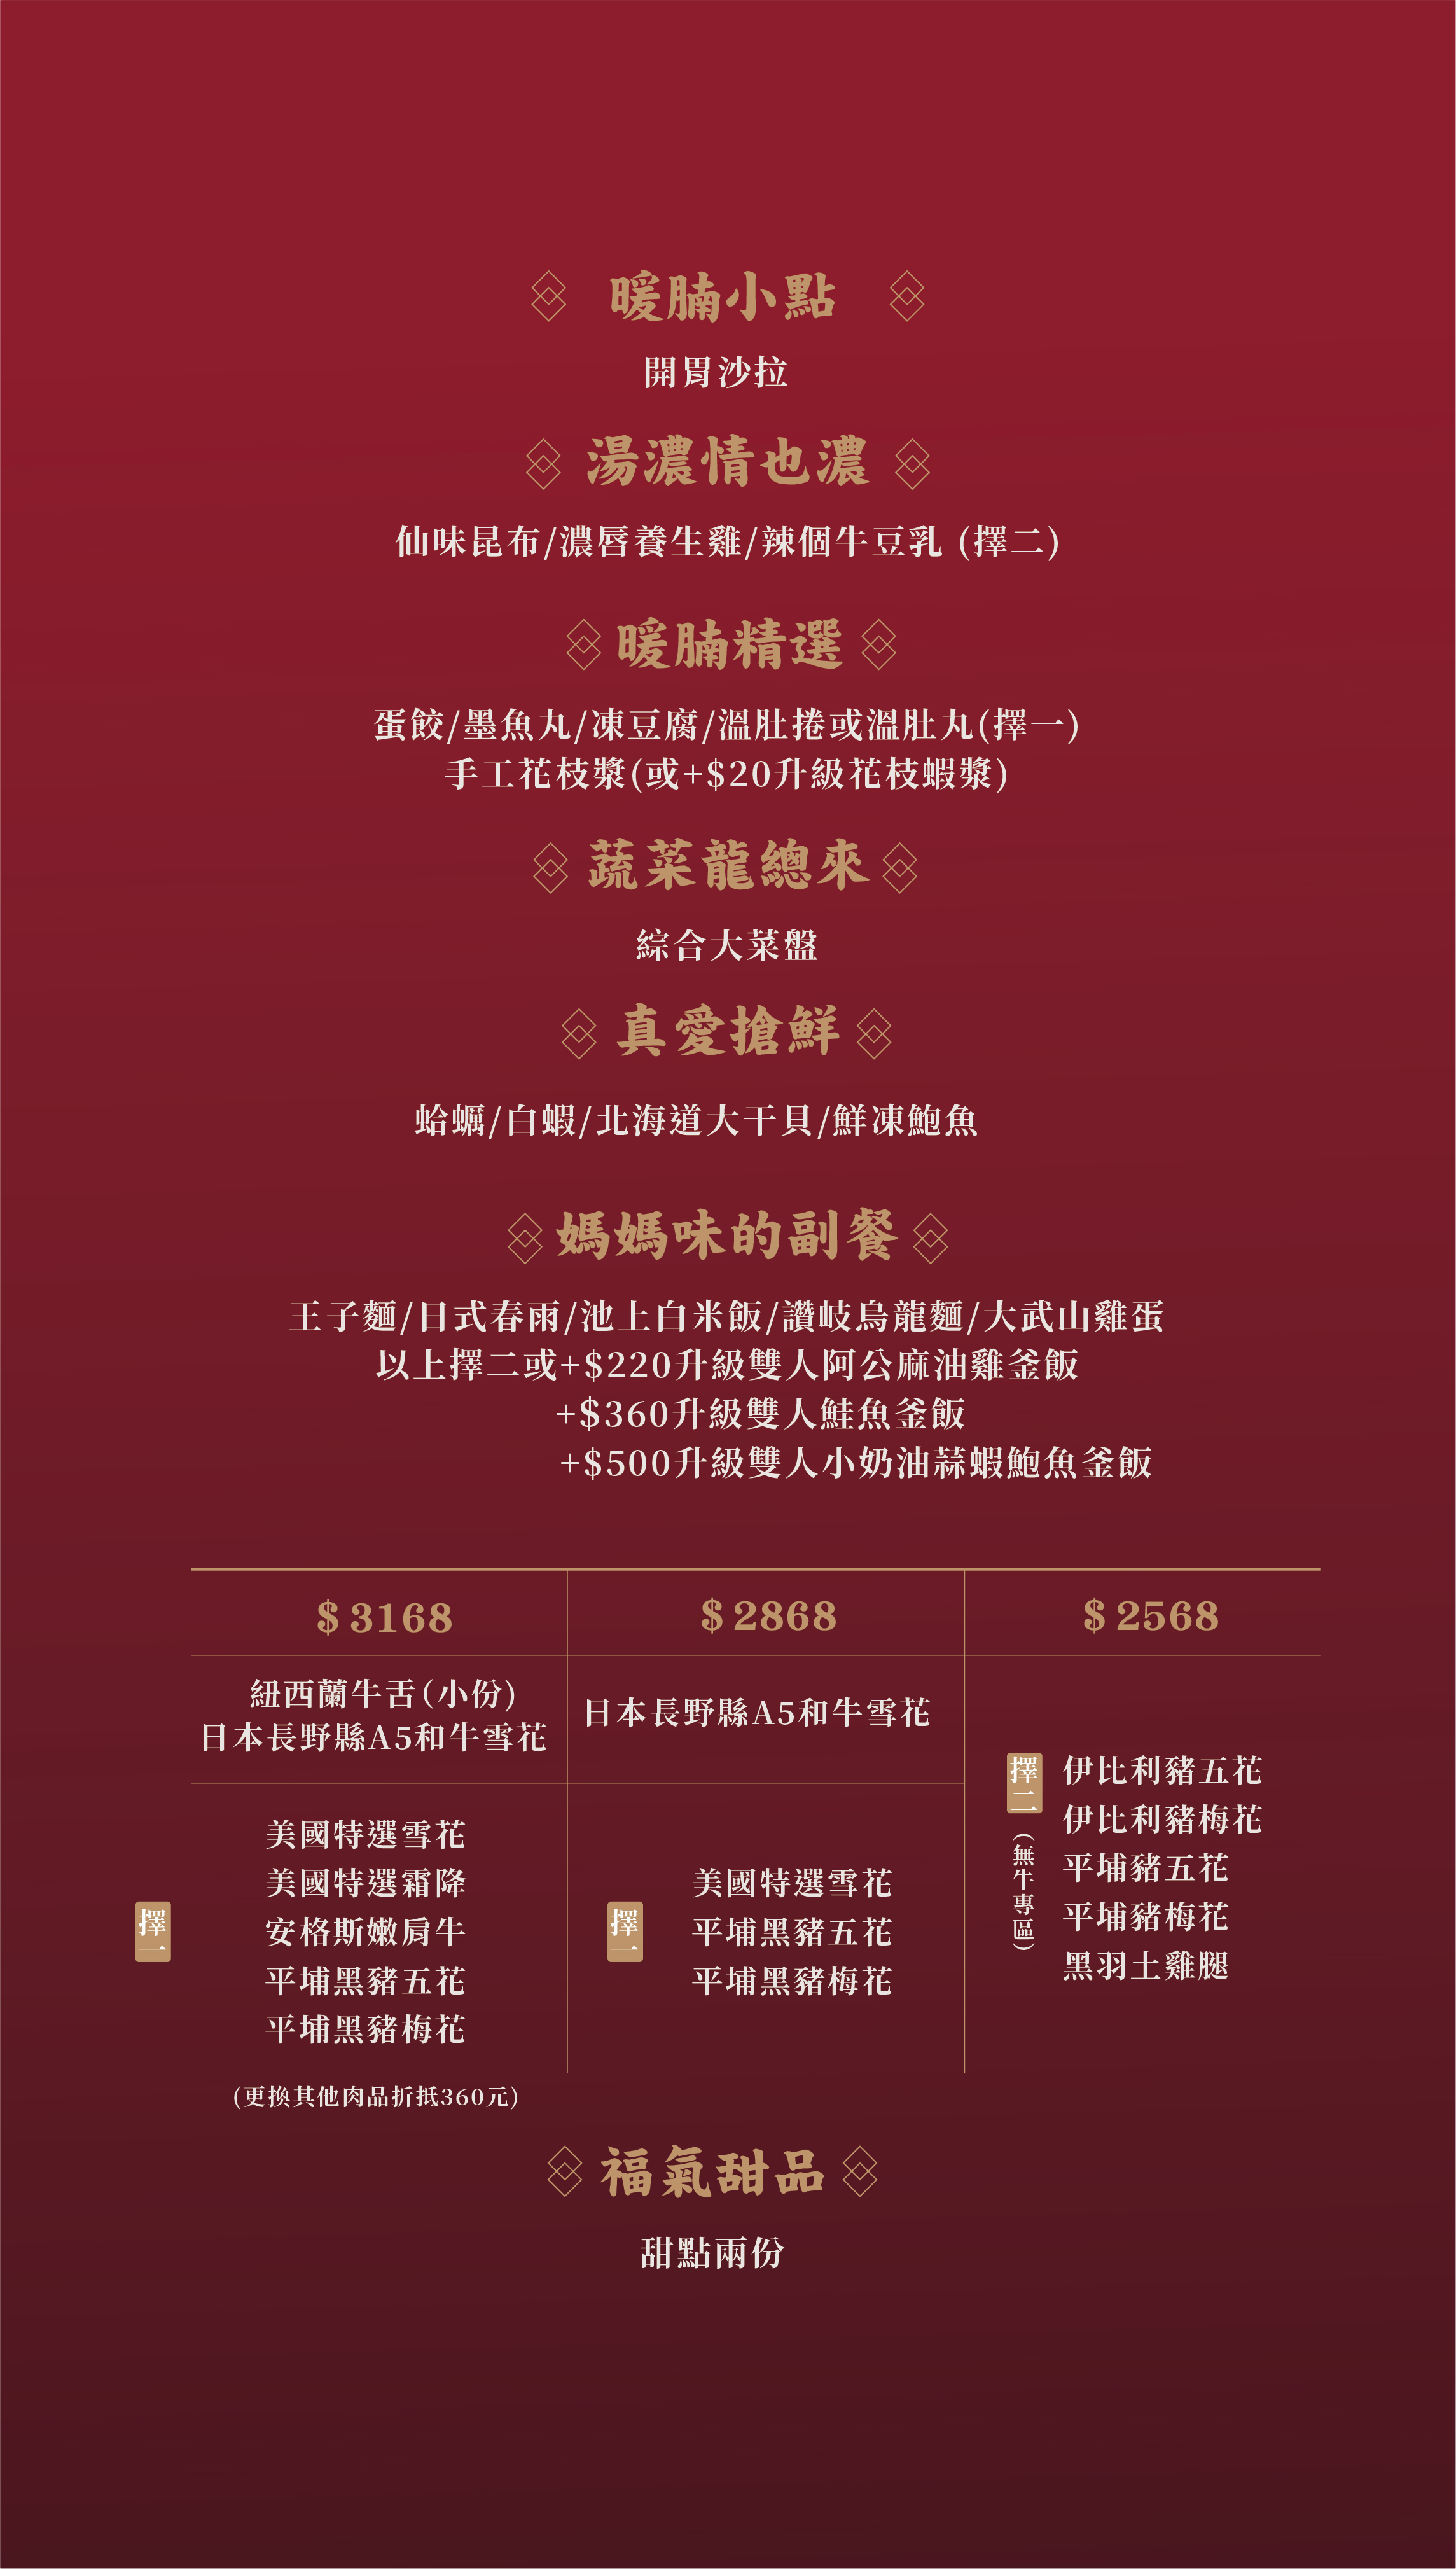 暖腩小點
開胃沙拉
湯濃情也濃
仙味昆布/濃唇養生雞/辣個牛豆乳 (擇二)
暖腩精選
蛋餃/墨魚丸/凍豆腐/溫肚捲或溫肚丸(擇一)
手工花枝漿(或+$20升級花枝蝦漿)
蔬菜龍總來
綜合大菜盤
真愛搶鮮
蛤蠣/白蝦/北海道大干貝/鮮凍鮑魚
媽媽味的副餐
王子麵/日式春雨/池上白米飯/讚岐烏龍麵/大武山雞蛋
以上擇二或+$220升級雙人阿公麻油雞釜飯
+$360升級雙人鮭魚釜飯
+$500升級雙人小奶油蒜蝦鮑魚釜飯
$ 3168
紐西蘭牛舌(小份)
日本長野縣A5和牛雪花
擇一
美國特選雪花
美國特選霜降
安格斯嫩肩牛
平埔黑豬五花
平埔黑豬梅花
(更換其他肉品折抵360元)
$ 2868
日本長野縣A5和牛雪花
擇一
美國特選雪花
平埔黑豬五花
平埔黑豬梅花
$ 2568
擇二
(無牛專區)
伊比利豬五花
伊比利豬梅花
平埔豬五花
平埔豬梅花
黑羽土雞腿
福氣甜品
甜點兩份